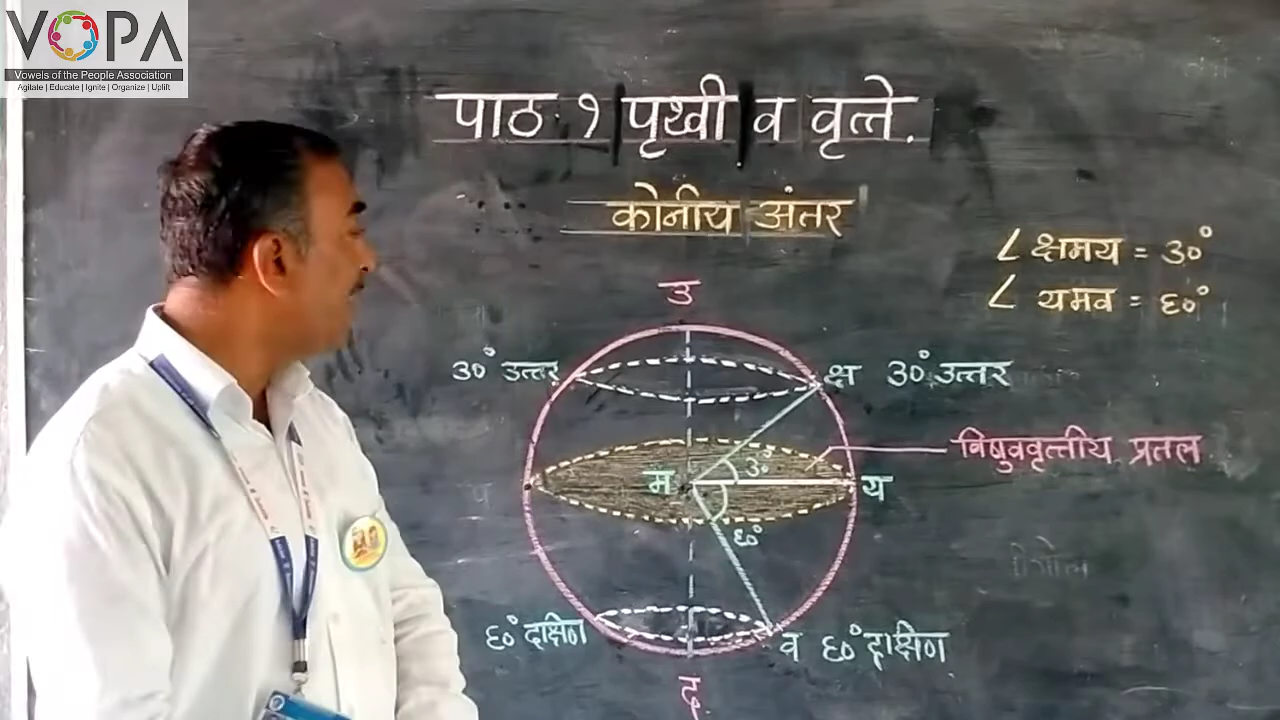 VOPA
Vowels of the People Association
Agitate | Educate | Ignite | Organize | Uplift
पाठ १ पृथ्वी व वृत्ते.
कोनीय अंतर
∠ क्षमय = ३०°
∠ यमव = ६०°
उ
३०° उत्तर
क्ष ३०° उत्तर
विषुववृत्तीय प्रतल
३०°
म
य
६०°
६०° दक्षिण
व ६०° दक्षिण
द.